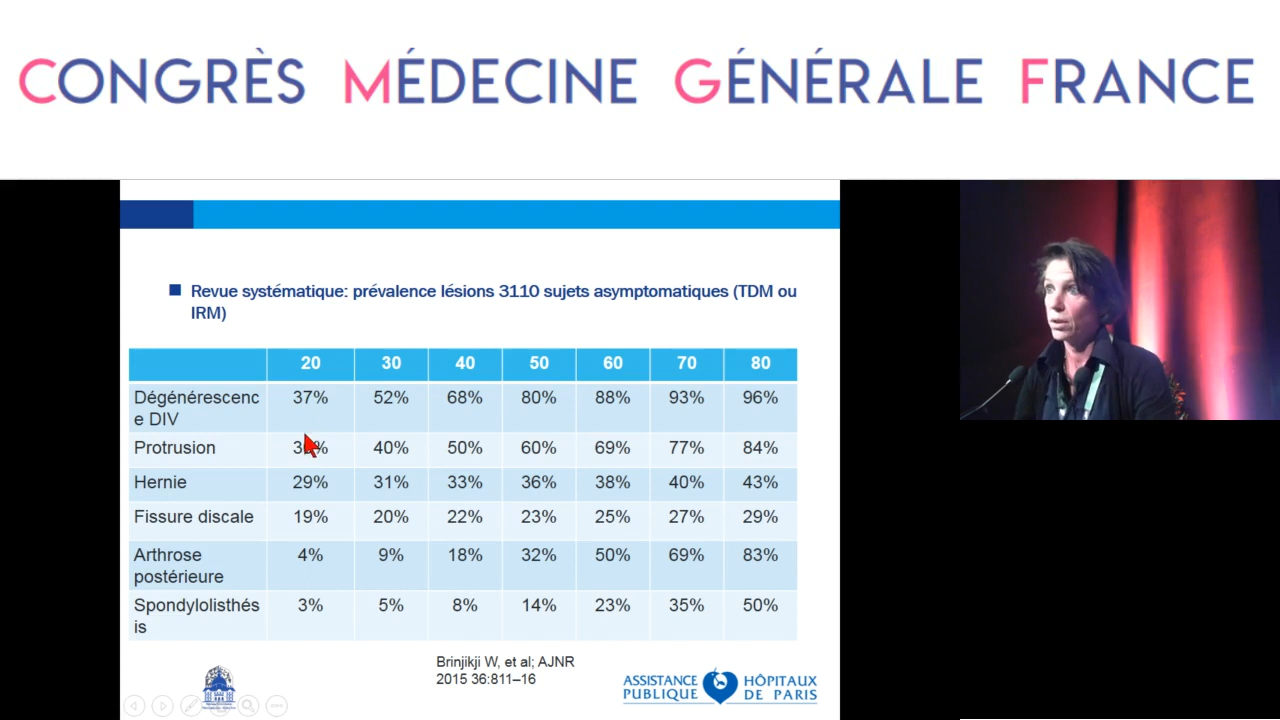 CONGRÈS MÉDECINE GÉNÉRALE FRANCE
Revue systématique: prévalence lésions 3110 sujets asymptomatiques (TDM ou
IRM)
20 30 40 50 60 70 80
Dégénérescenc
e DIV 37% 52% 68% 80% 88% 93% 96%
Protrusion 40% 50% 60% 69% 77% 84%
Hernie 29% 31% 33% 36% 38% 40% 43%
Fissure discale 19% 20% 22% 23% 25% 27% 29%
Arthrose
postérieure 4% 9% 18% 32% 50% 69% 83%
Spondylolisthés
is 3% 5% 8% 14% 23% 35% 50%
Brinjikji W, et al; AJNR
2015 36:811–16
ASSISTANCE HÔPITAUX
PUBLIQUE DE PARIS